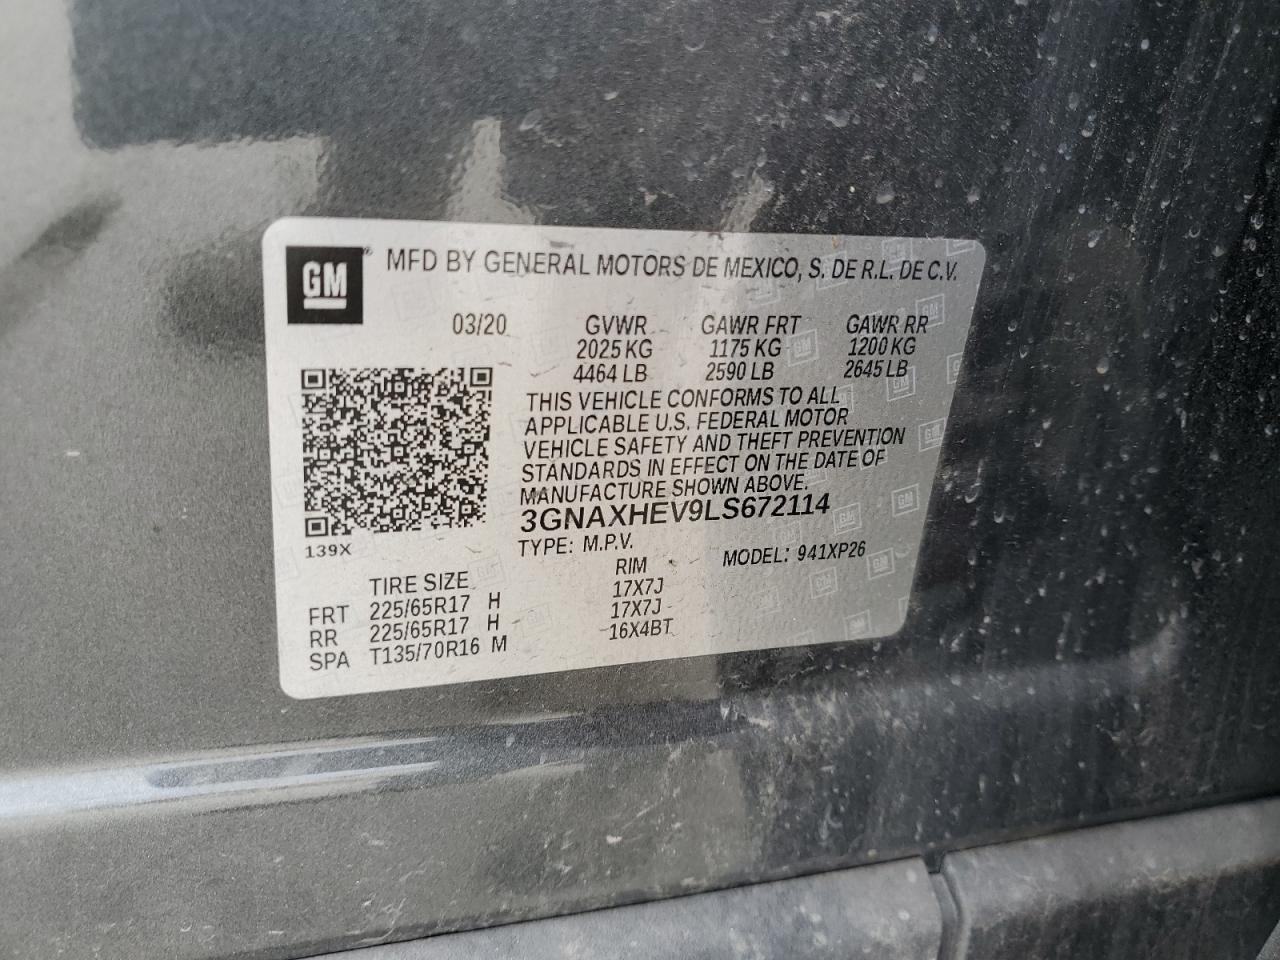 GM ® MFD BY GENERAL MOTORS DE MEXICO, S. DE R.L. DE C.V.
03/20 GVWR GAWR FRT GAWR RR
2025 KG 1175 KG 1200 KG
4464 LB 2590 LB 2645 LB
THIS VEHICLE CONFORMS TO ALL
APPLICABLE U.S. FEDERAL MOTOR
VEHICLE SAFETY AND THEFT PREVENTION
STANDARDS IN EFFECT ON THE DATE OF
MANUFACTURE SHOWN ABOVE.
3GNAXHEV9LS672114
139X
TYPE: M.P.V. MODEL: 941XP26
TIRE SIZE RIM
FRT 225/65R17 H 17X7J
RR 225/65R17 H 17X7J
SPA T135/70R16 M 16X4BT